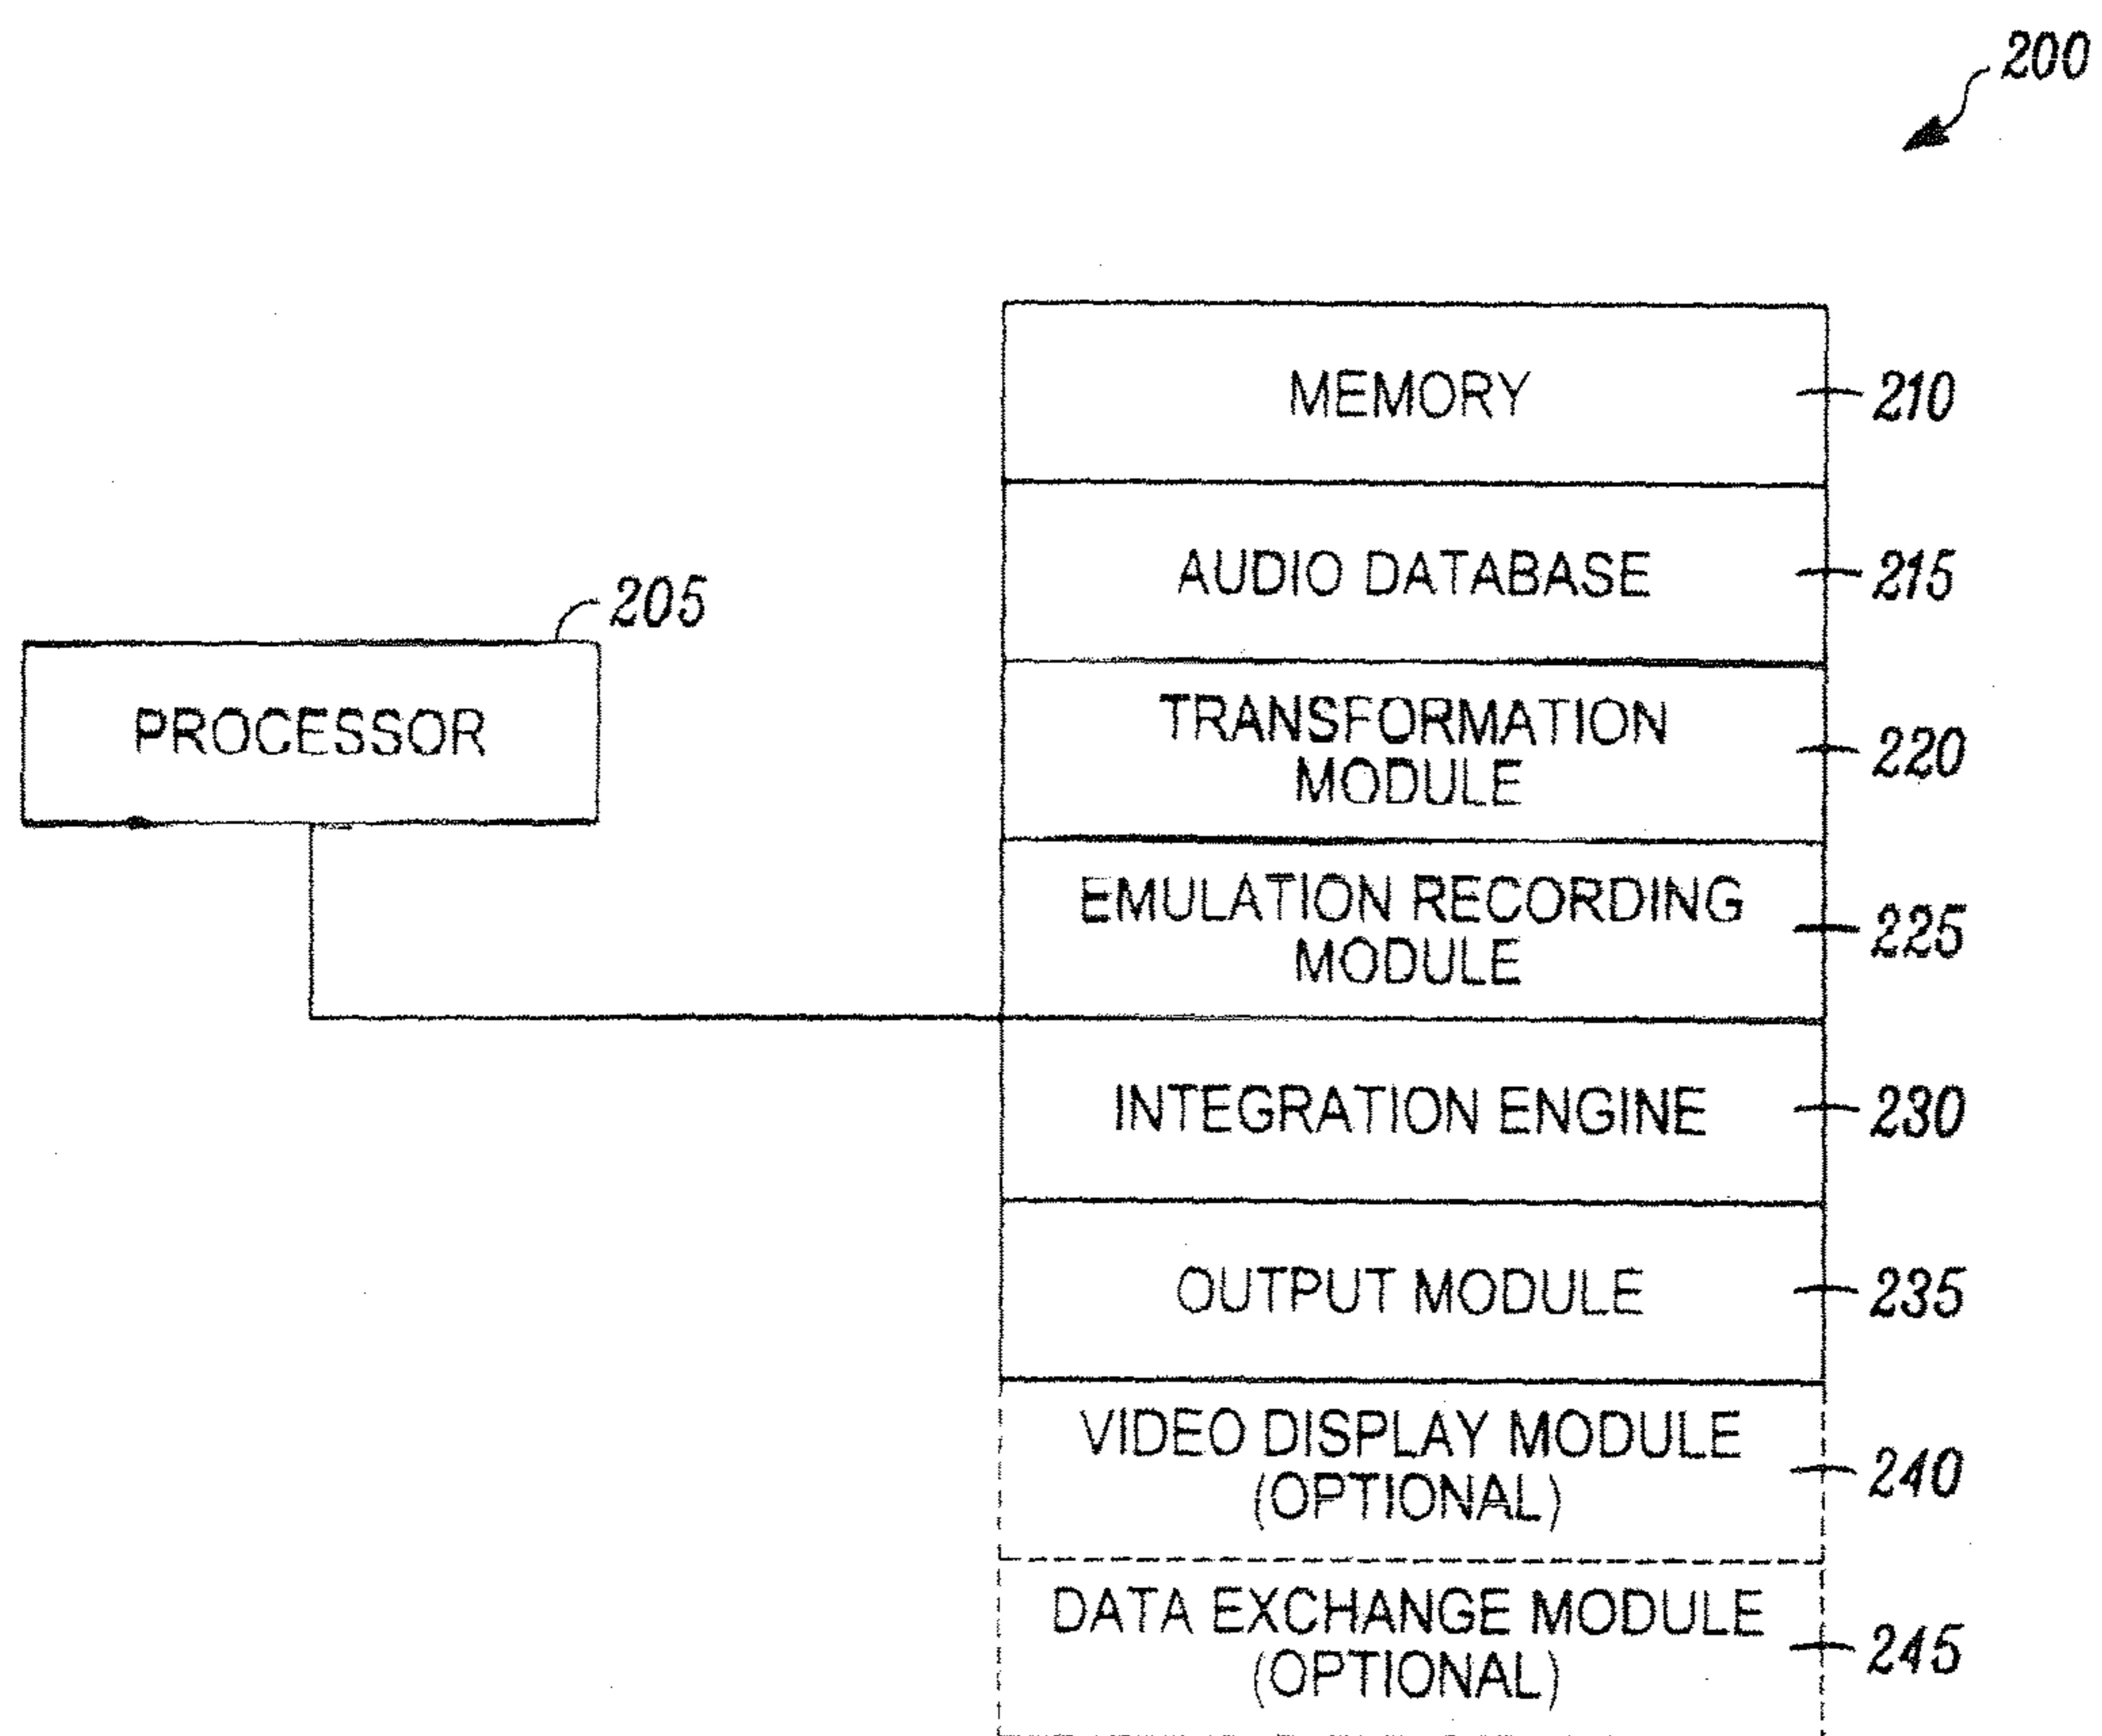 200
MEMORY 210
AUDIO DATABASE 215
205
PROCESSOR
TRANSFORMATION
MODULE
220
EMULATION RECORDING
MODULE
225
INTEGRATION ENGINE 230
OUTPUT MODULE 235
VIDEO DISPLAY MODULE
(OPTIONAL)
240
DATA EXCHANGE MODULE
(OPTIONAL)
245